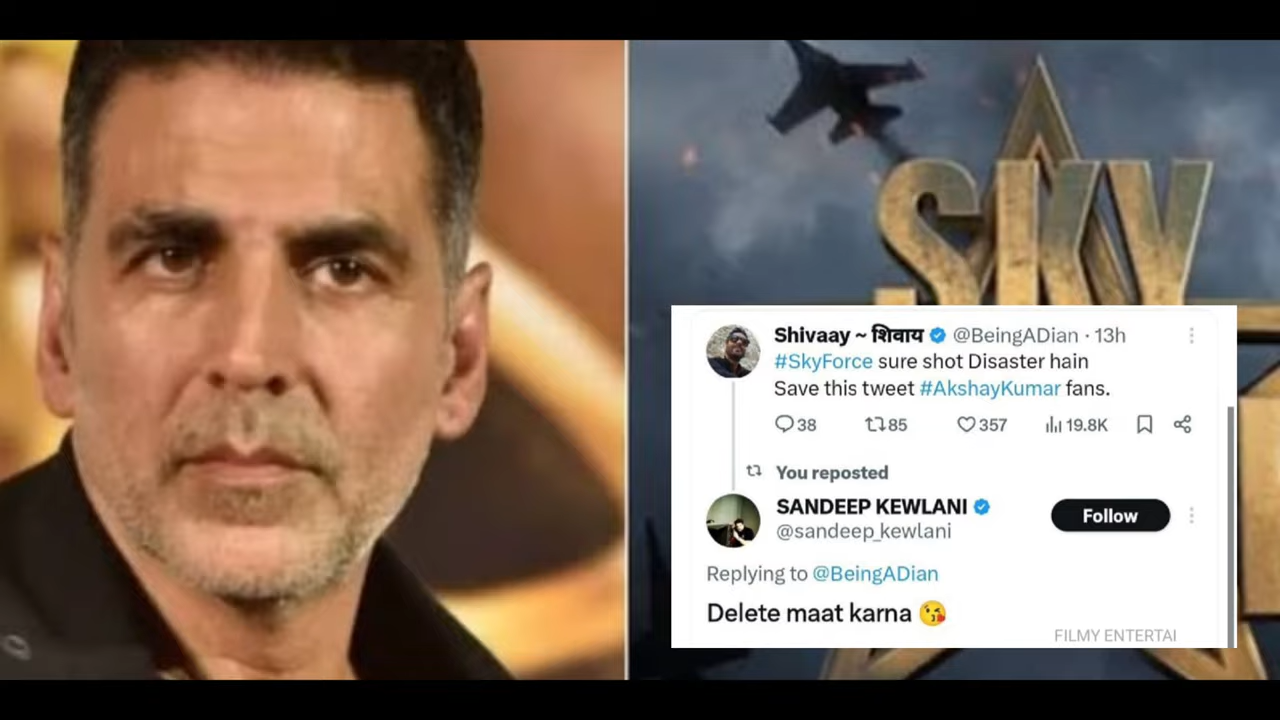 SKY
Shivaay ~ शिवाय @BeingADian · 13h
#SkyForce sure shot Disaster hain
Save this tweet #AkshayKumar fans.
38 85 357 19.8K
You reposted
SANDEEP KEWLANI
@sandeep_kewlani
Follow
Replying to @BeingADian
Delete maat karna 😘
FILMY ENTERTAI